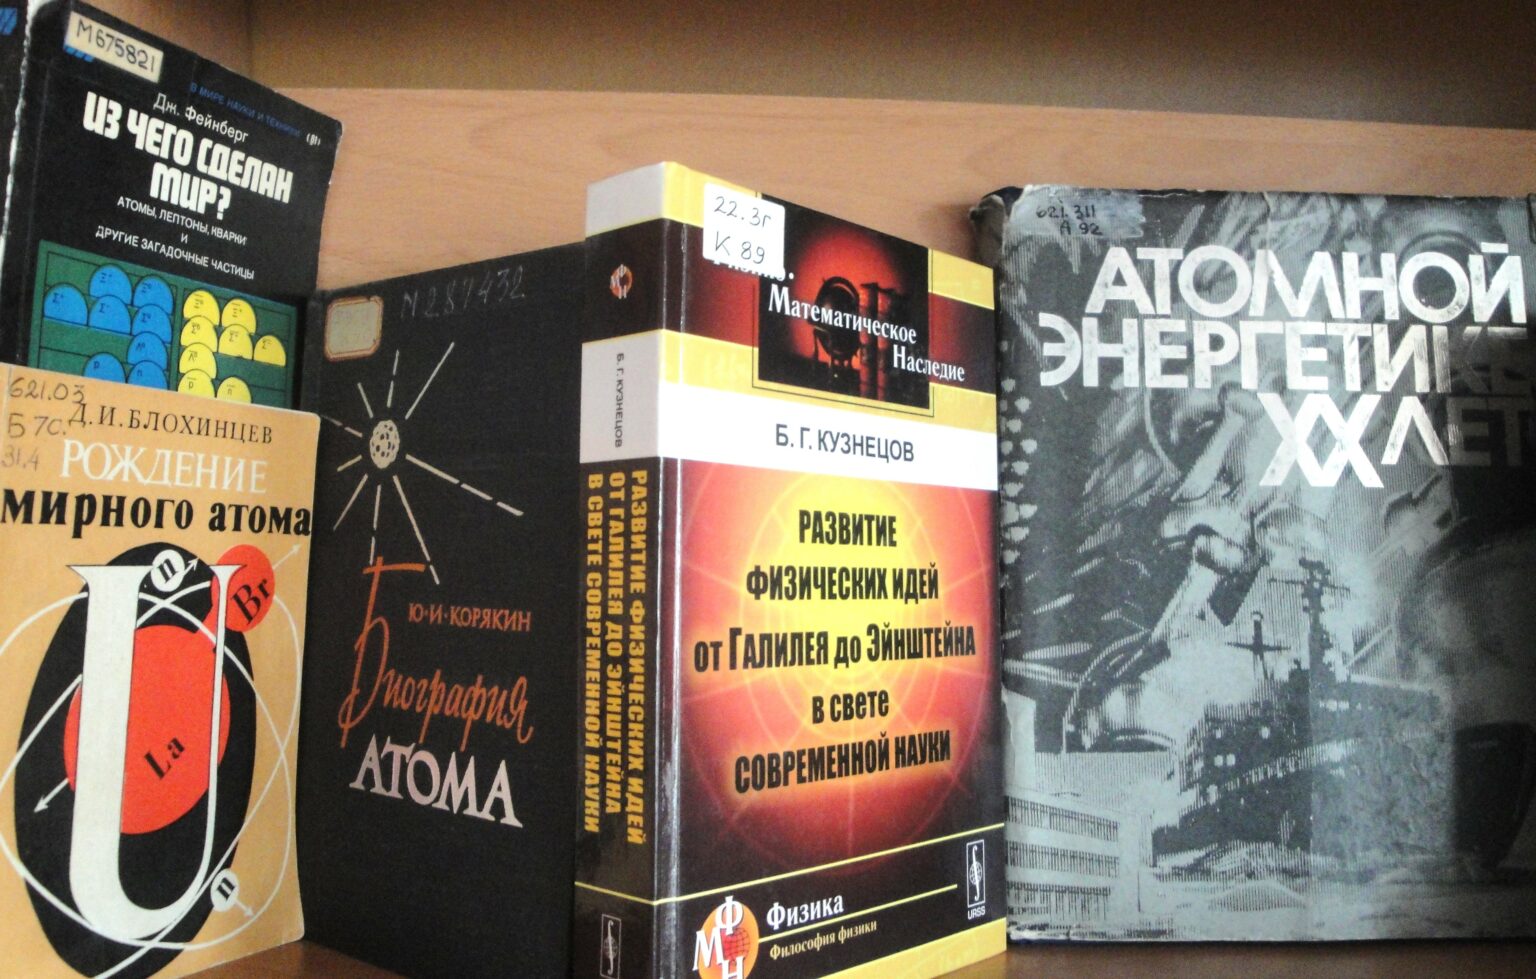 М675821
В МИРЕ НАУКИ И ТЕХНИКИ
Дж. Фейнберг
ИЗ ЧЕГО СДЕЛАН
МИР?
АТОМЫ, ЛЕПТОНЫ, КВАРКИ
И
ДРУГИЕ ЗАГАДОЧНЫЕ ЧАСТИЦЫ
621.03
Б 70.
31.4
Д.И.БЛОХИНЦЕВ
РОЖДЕНИЕ
мирного атома
U
n
Br
La
n
М287432
Ю·И·КОРЯКИН
Биография
АТОМА
Б. Г. КУЗНЕЦОВ
РАЗВИТИЕ ФИЗИЧЕСКИХ ИДЕЙ
ОТ ГАЛИЛЕЯ ДО ЭЙНШТЕЙНА
В СВЕТЕ СОВРЕМЕННОЙ НАУКИ
22.3г
К 89
Математическое
Наследие
Б. Г. КУЗНЕЦОВ
РАЗВИТИЕ
ФИЗИЧЕСКИХ ИДЕЙ
от Галилея до Эйнштейна
в свете
СОВРЕМЕННОЙ НАУКИ
URSS
ФМН
Физика
Философия физики
621.311
А 92
АТОМНОЙ
ЭНЕРГЕТИКЕ
XX ЛЕТ